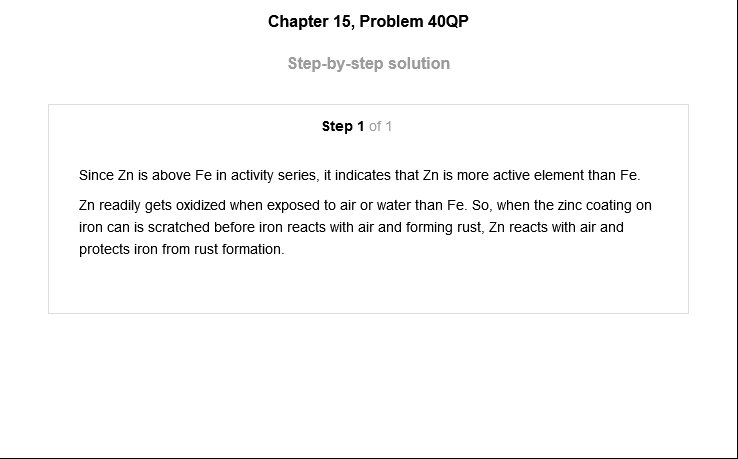 Chapter 15, Problem 40QP
Step-by-step solution
Step 1 of 1
Since Zn is above Fe in activity series, it indicates that Zn is more active element than Fe.
Zn readily gets oxidized when exposed to air or water than Fe. So, when the zinc coating on
iron can is scratched before iron reacts with air and forming rust, Zn reacts with air and
protects iron from rust formation.